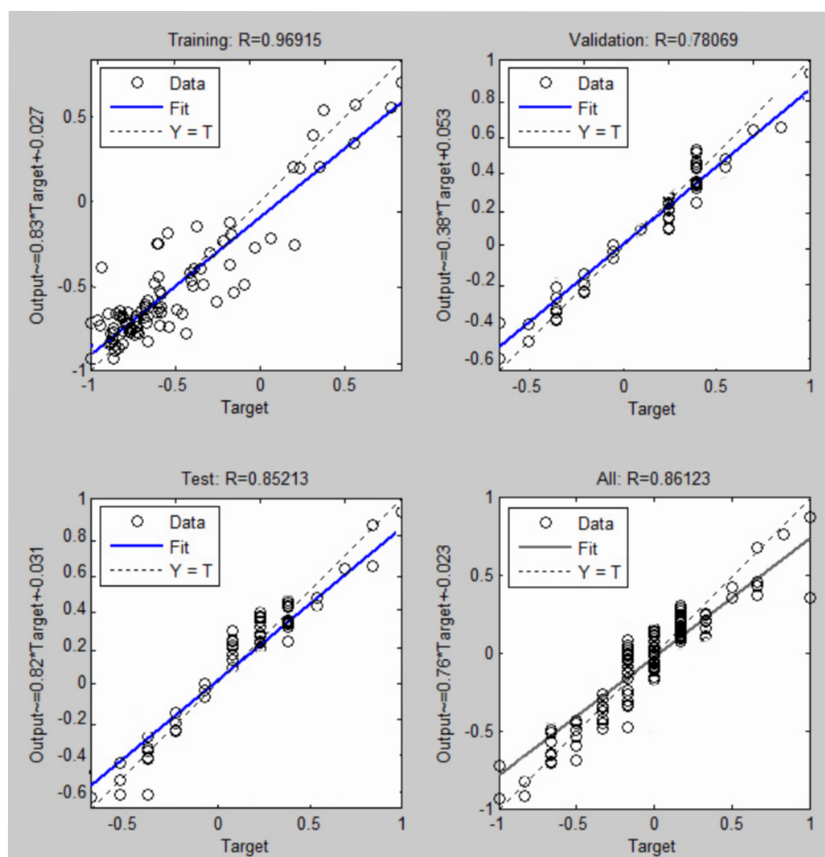 Training: R=0.96915
Data
Fit
Y = T
0.5
0
-0.5
-1
-1
-0.5
0
0.5
Target
Output~=0.83*Target+-0.027
Validation: R=0.78069
Data
Fit
Y = T
1
0.8
0.6
0.4
0.2
0
-0.2
-0.4
-0.6
-0.5
0
0.5
1
Target
Output~=0.38*Target+0.053
Test: R=0.85213
Data
Fit
Y = T
1
0.8
0.6
0.4
0.2
0
-0.2
-0.4
-0.6
-0.5
0
0.5
1
Target
Output~=0.82*Target+-0.031
All: R=0.86123
Data
Fit
Y = T
1
0.5
0
-0.5
-1
-1
-0.5
0
0.5
1
Target
Output~=0.76*Target+-0.023